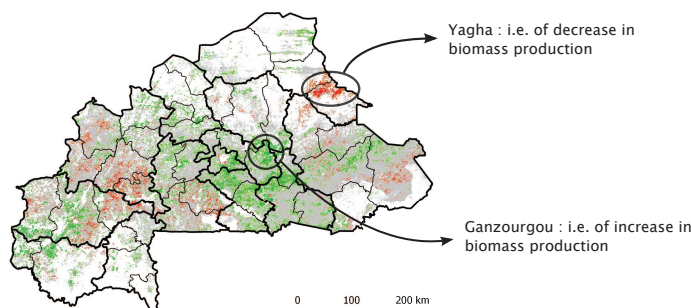 Yagha : i.e. of decrease in
biomass production
Ganzourgou : i.e. of increase in
biomass production
0 100 200 km